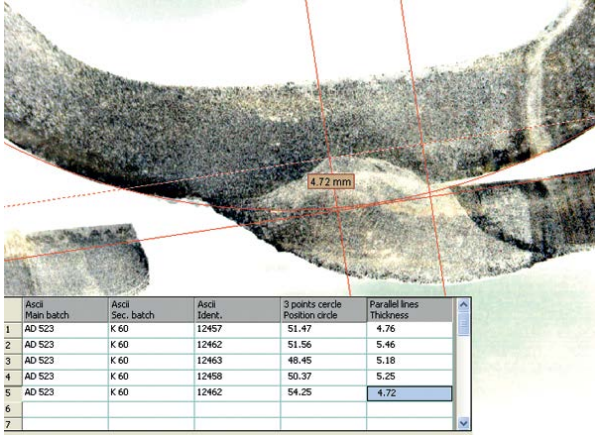 4.72 mm
Ascii Ascii Ascii 3 points cercle Parallel lines
Main batch Sec. batch Ident. Position circle Thickness
1 AD 523 K 60 12457 51.47 4.76
2 AD 523 K 60 12462 51.56 5.46
3 AD 523 K 60 12463 48.45 5.18
4 AD 523 K 60 12458 50.37 5.25
5 AD 523 K 60 12462 54.25 4.72
6
7